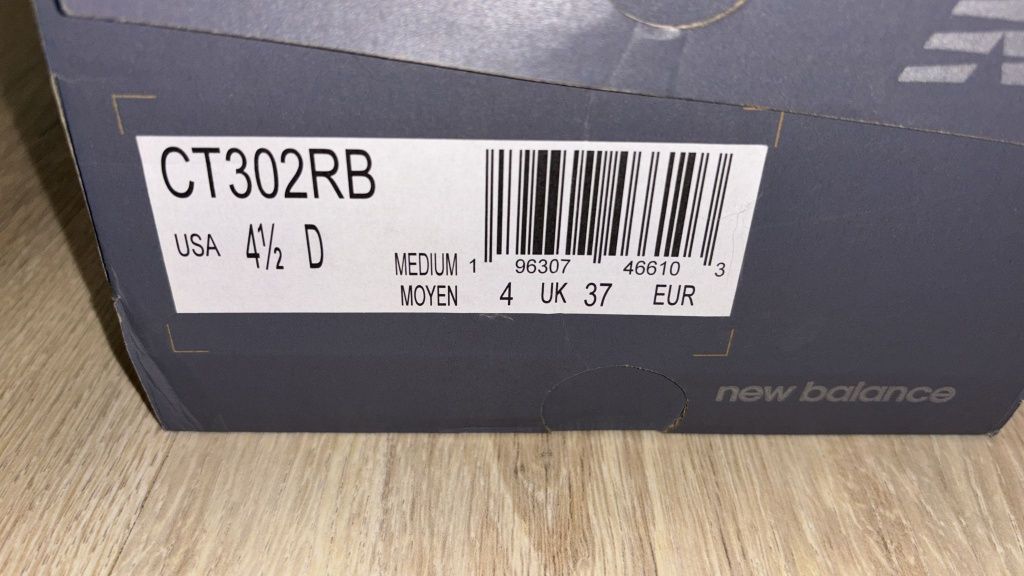 CT302RB
USA 4½ D
MEDIUM 1 96307 46610 3
MOYEN 4 UK 37 EUR
new balance